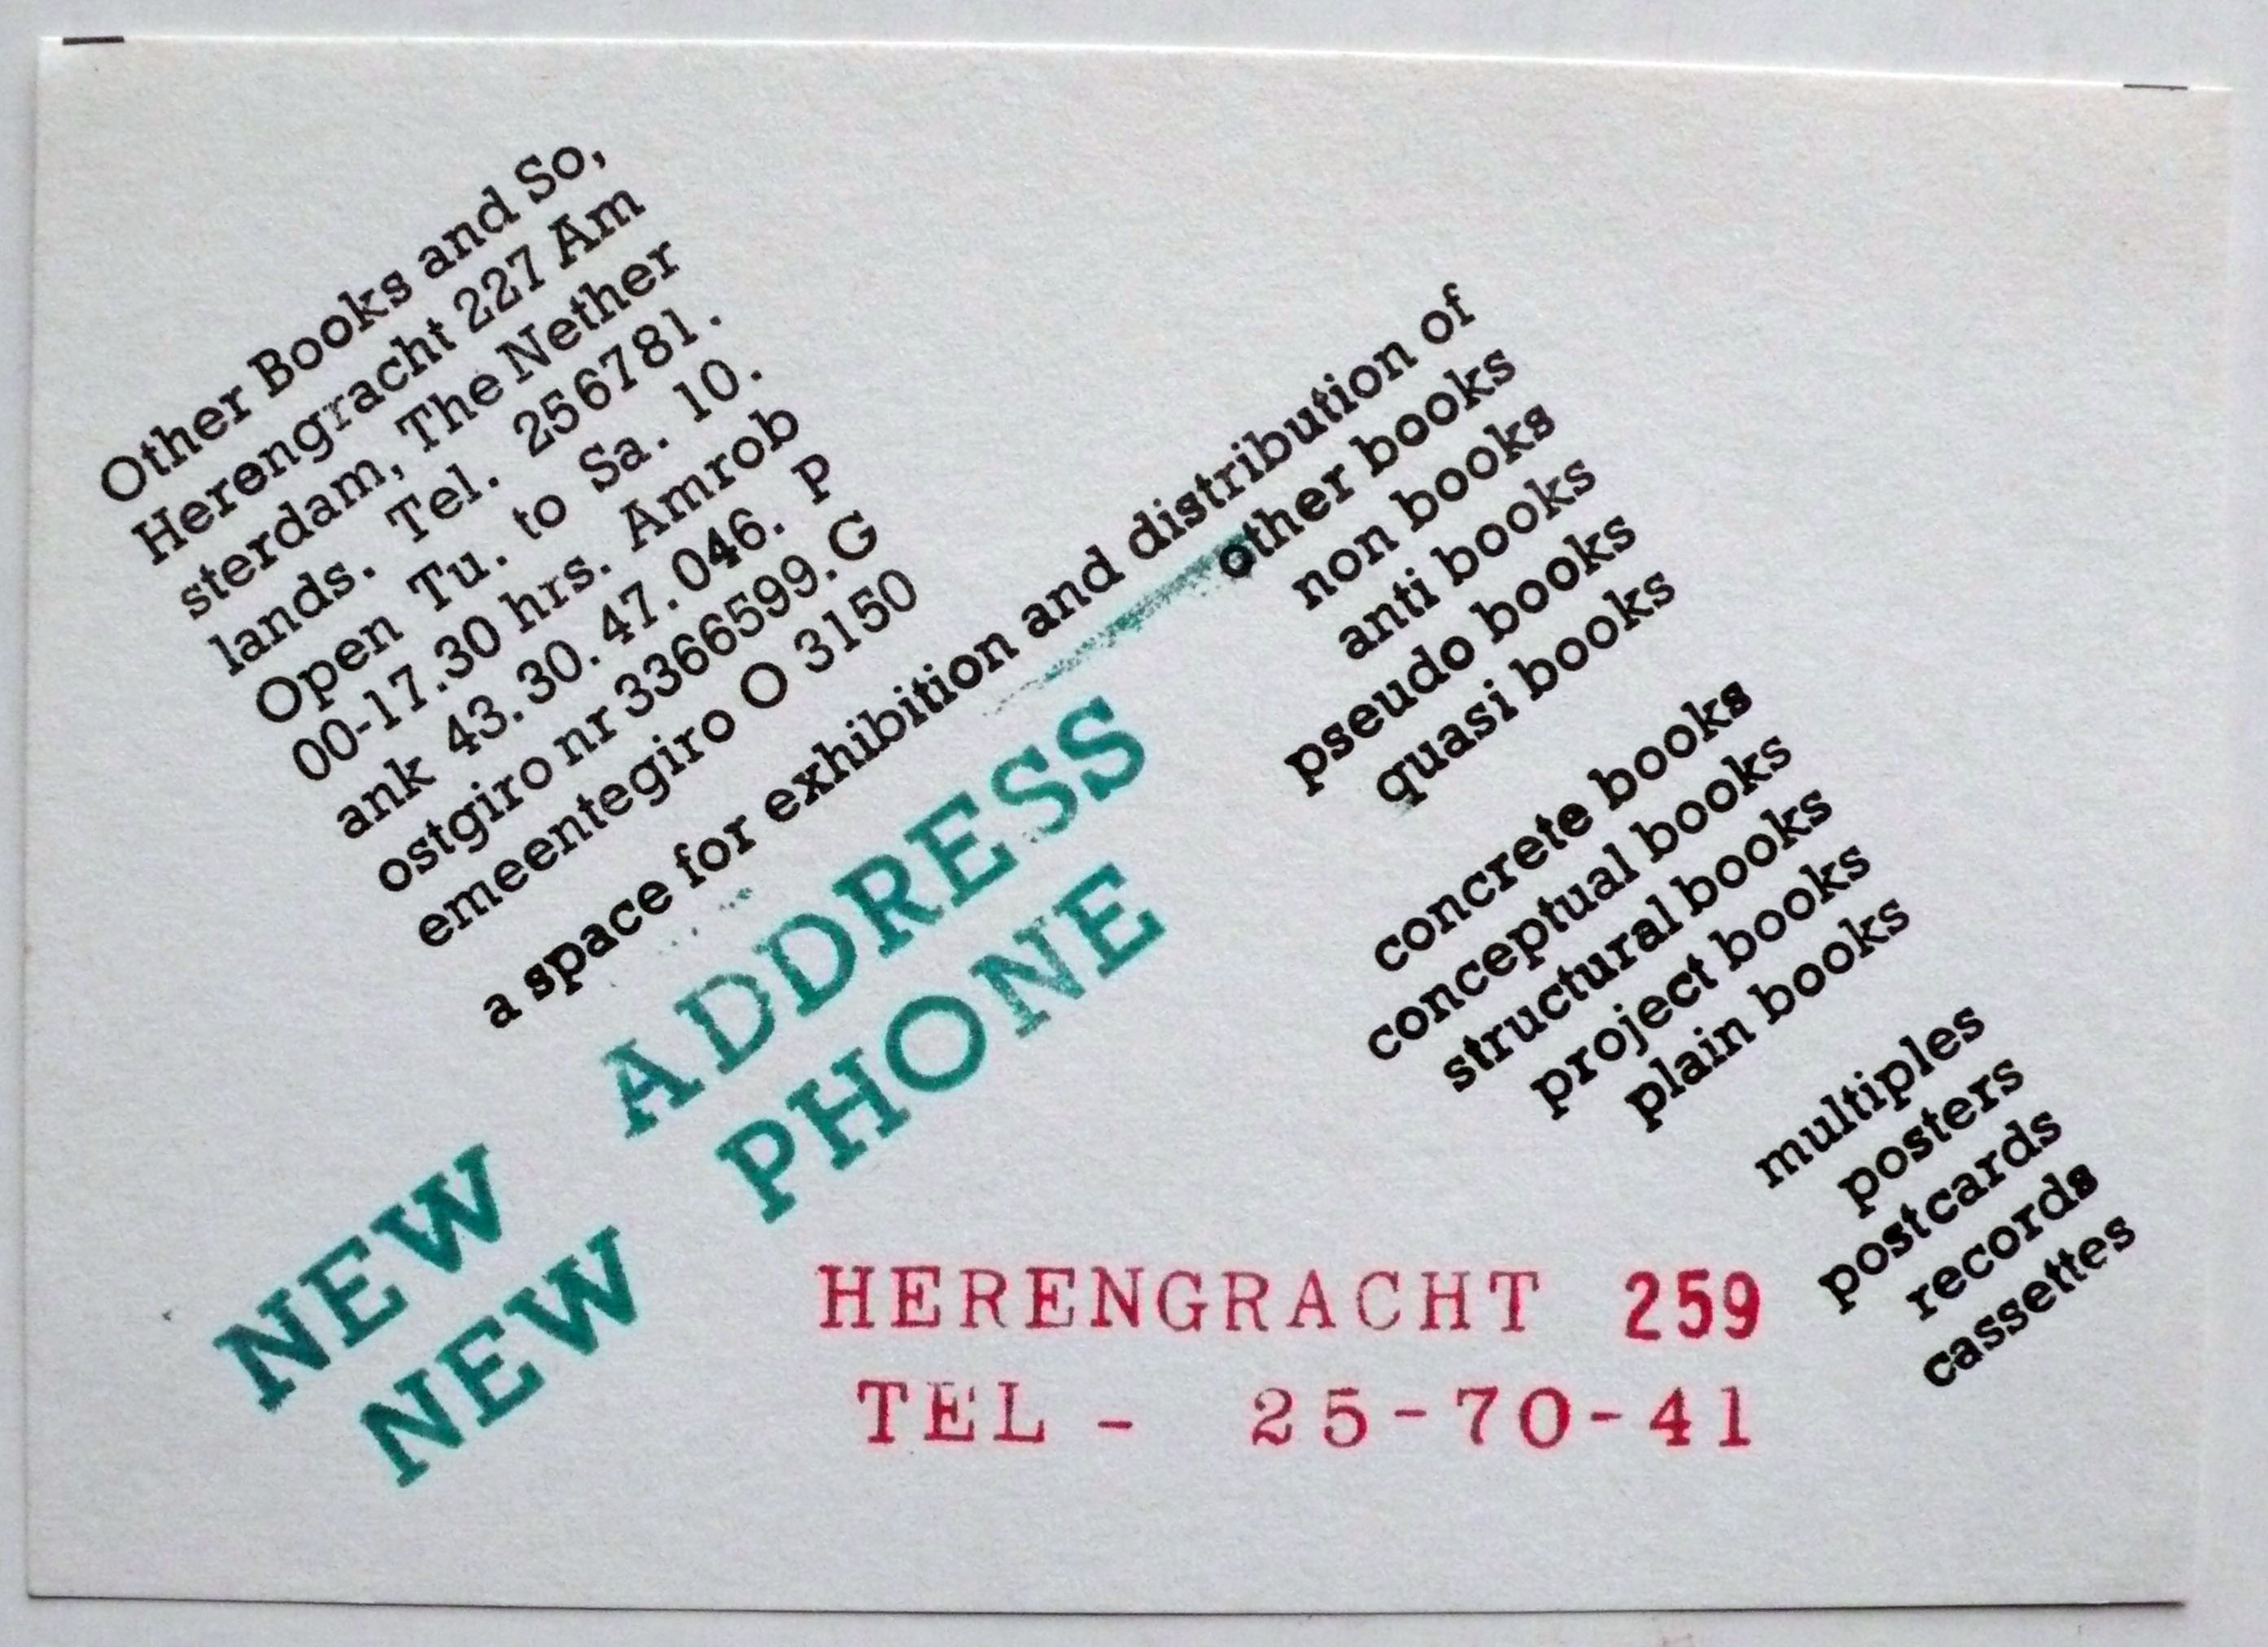 Other Books and So,
Herengracht 227 Am
sterdam, The Nether
lands. Tel. 256781.
Open Tu. to Sa. 10.
00-17.30 hrs. Amrob
ank 43.30.47.046. P
ostgiro nr 3366599.G
emeentegiro O 3150
a space for exhibition and distribution of
other books
non books
anti books
pseudo books
quasi books
concrete books
conceptual books
structural books
project books
plain books
multiples
posters
postcards
records
cassettes
NEW ADDRESS
NEW PHONE
HERENGRACHT 259
TEL - 25-70-41